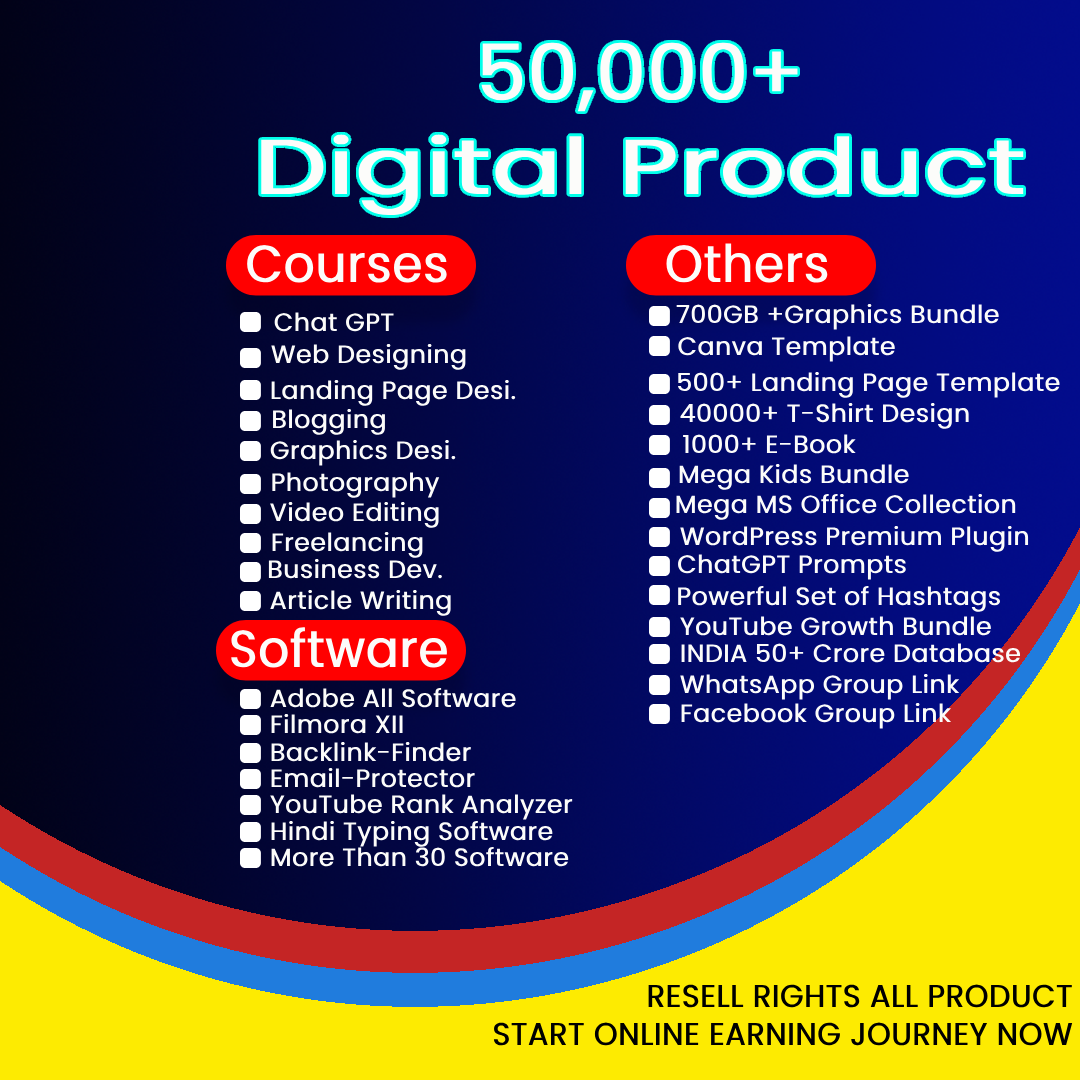 50,000+
Digital Product
Courses
Chat GPT
Web Designing
Landing Page Desi.
Blogging
Graphics Desi.
Photography
Video Editing
Freelancing
Business Dev.
Article Writing
Software
Adobe All Software
Filmora XII
Backlink-Finder
Email-Protector
YouTube Rank Analyzer
Hindi Typing Software
More Than 30 Software
Others
700GB +Graphics Bundle
Canva Template
500+ Landing Page Template
40000+ T-Shirt Design
1000+ E-Book
Mega Kids Bundle
Mega MS Office Collection
WordPress Premium Plugin
ChatGPT Prompts
Powerful Set of Hashtags
YouTube Growth Bundle
INDIA 50+ Crore Database
WhatsApp Group Link
Facebook Group Link
RESELL RIGHTS ALL PRODUCT
START ONLINE EARNING JOURNEY NOW